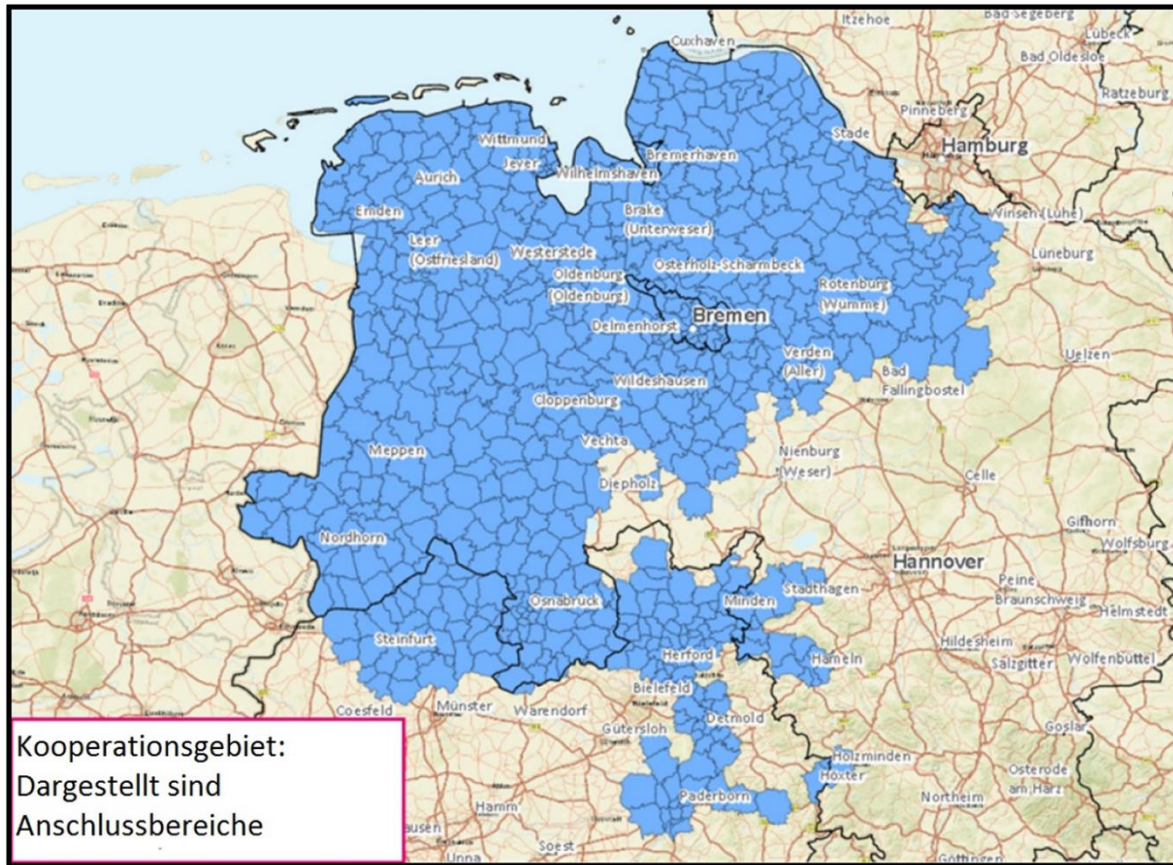 Itzehoe
Bad Segeberg
Lübeck
Bad Oldesloe
Cuxhaven
Ratzeburg
Pinneberg
Stade
Hamburg
Wittmund
Jever
Wilhelmshaven
Bremerhaven
Aurich
Emden
Brake
(Unterweser)
Winsen (Luhe)
Leer
(Ostfriesland)
Westerstede
Lüneburg
Osterholz-Scharmbeck
Oldenburg
(Oldenburg)
Rotenburg
(Wümme)
Bremen
Delmenhorst
Verden
(Aller)
Uelzen
Bad
Fallingbostel
Wildeshausen
Cloppenburg
Vechta
Meppen
Nienburg
(Weser)
Diepholz
Celle
Gifhorn
Wolfsburg
Nordhorn
Hannover
Peine
Stadthagen
Braunschweig
Helmstedt
Osnabrück
Minden
Steinfurt
Hildesheim
Salzgitter
Wolfenbüttel
Herford
Hameln
Bielefeld
Coesfeld
Münster
Warendorf
Gütersloh
Detmold
Goslar
Holzminden
Höxter
Osterode
am Harz
Paderborn
Northeim
Hamm
Soest
Unna
Göttingen
Kooperationsgebiet:
Dargestellt sind
Anschlussbereiche